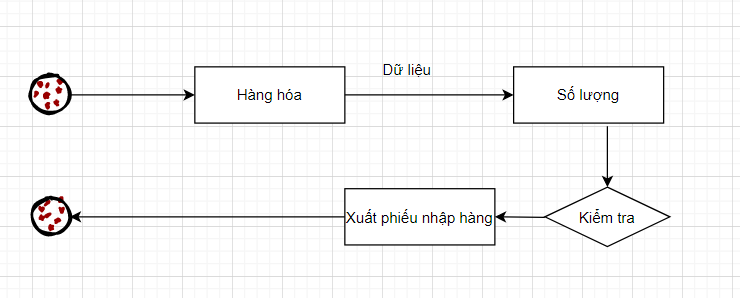 Dữ liệu
Hàng hóa
Số lượng
Xuất phiếu nhập hàng
Kiểm tra